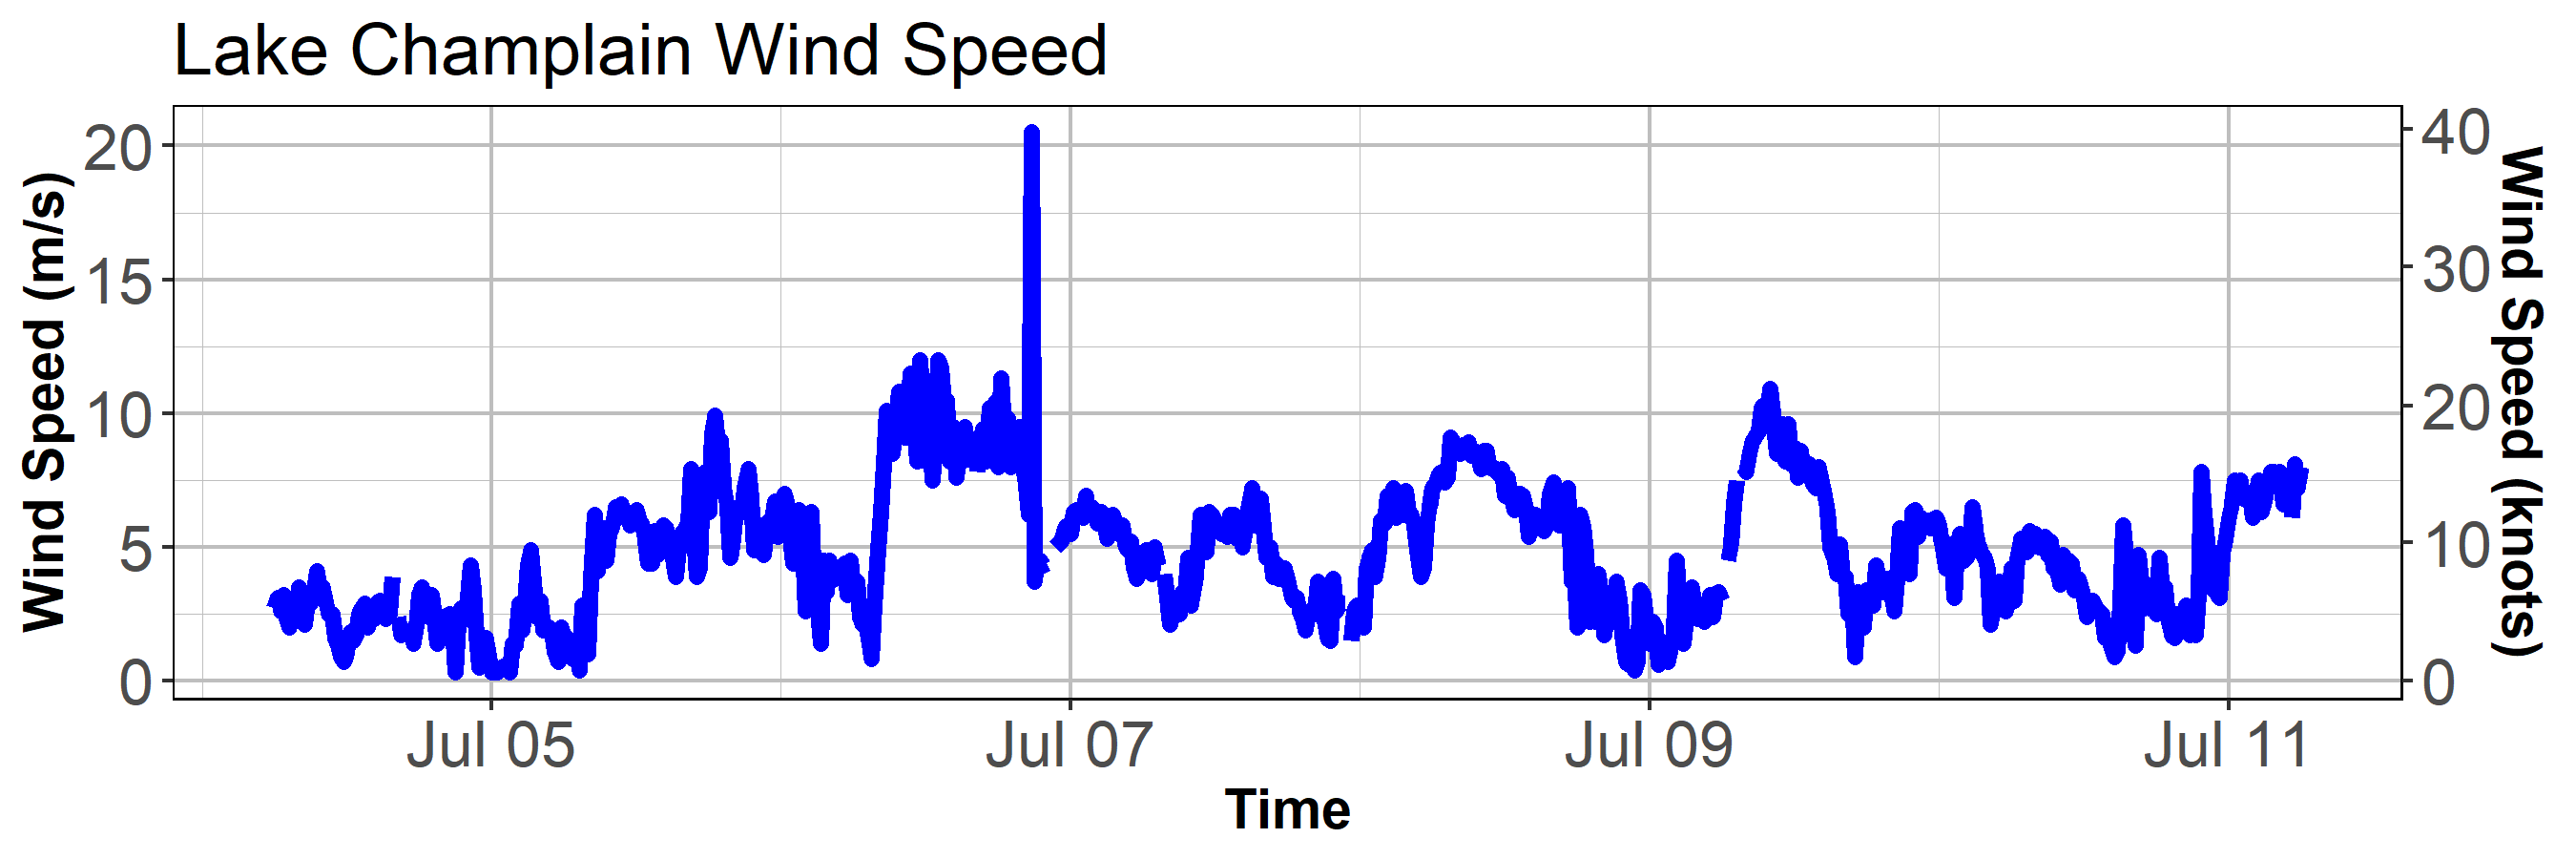 Lake Champlain Wind Speed
Wind Speed (m/s)
20
15
10
5
0
40
30
20
10
0
Wind Speed (knots)
Jul 05
Jul 07
Jul 09
Jul 11
Time